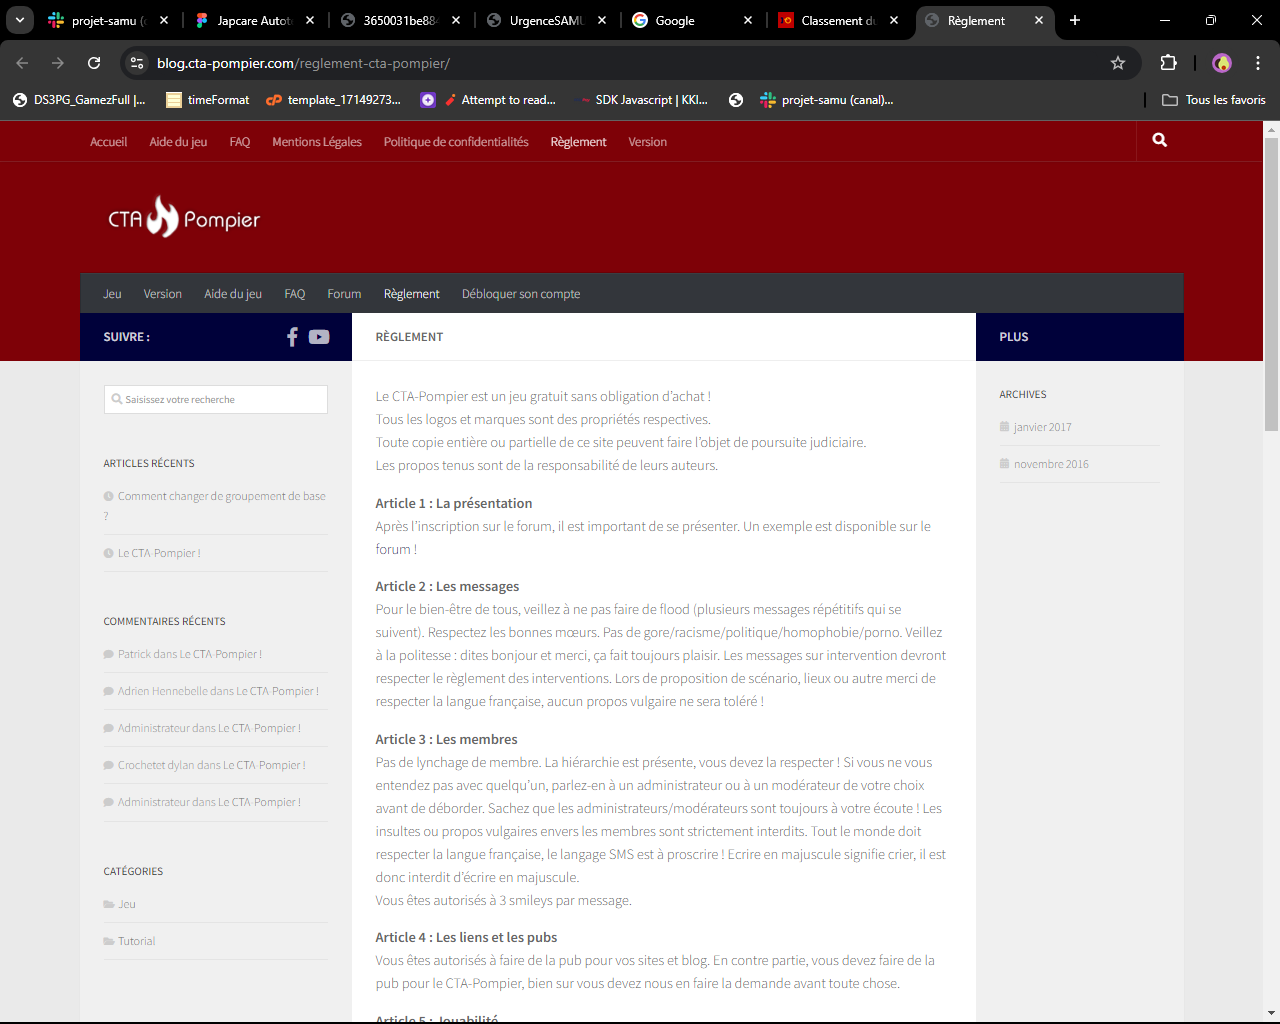 projet-samu (c
Japcare Autote
3650031be884
UrgenceSAMU
Google
Classement du
Règlement
blog.cta-pompier.com/reglement-cta-pompier/
DS3PG_GamezFull |...
timeFormat
template_17149273...
Attempt to read...
SDK Javascript | KKI...
projet-samu (canal)...
Tous les favoris
Accueil
Aide du jeu
FAQ
Mentions Légales
Politique de confidentialités
Règlement
Version
CTA Pompier
Jeu
Version
Aide du jeu
FAQ
Forum
Règlement
Débloquer son compte
SUIVRE :
Saisissez votre recherche
ARTICLES RÉCENTS
Comment changer de groupement de base
?
Le CTA-Pompier !
COMMENTAIRES RÉCENTS
Patrick dans Le CTA-Pompier !
Adrien Hennebelle dans Le CTA-Pompier !
Administrateur dans Le CTA-Pompier !
Crochetet dylan dans Le CTA-Pompier !
Administrateur dans Le CTA-Pompier !
CATÉGORIES
Jeu
Tutorial
RÈGLEMENT
Le CTA-Pompier est un jeu gratuit sans obligation d’achat !
Tous les logos et marques sont des propriétés respectives.
Toute copie entière ou partielle de ce site peuvent faire l’objet de poursuite judiciaire.
Les propos tenus sont de la responsabilité de leurs auteurs.
Article 1 : La présentation
Après l’inscription sur le forum, il est important de se présenter. Un exemple est disponible sur le
forum !
Article 2 : Les messages
Pour le bien-être de tous, veillez à ne pas faire de flood (plusieurs messages répétitifs qui se
suivent). Respectez les bonnes mœurs. Pas de gore/racisme/politique/homophobie/porno. Veillez
à la politesse : dites bonjour et merci, ça fait toujours plaisir. Les messages sur intervention devront
respecter le règlement des interventions. Lors de proposition de scénario, lieux ou autre merci de
respecter la langue française, aucun propos vulgaire ne sera toléré !
Article 3 : Les membres
Pas de lynchage de membre. La hiérarchie est présente, vous devez la respecter ! Si vous ne vous
entendez pas avec quelqu’un, parlez-en à un administrateur ou à un modérateur de votre choix
avant de déborder. Sachez que les administrateurs/modérateurs sont toujours à votre écoute ! Les
insultes ou propos vulgaires envers les membres sont strictement interdits. Tout le monde doit
respecter la langue française, le langage SMS est à proscrire ! Ecrire en majuscule signifie crier, il est
donc interdit d’écrire en majuscule.
Vous êtes autorisés à 3 smileys par message.
Article 4 : Les liens et les pubs
Vous êtes autorisés à faire de la pub pour vos sites et blog. En contre partie, vous devez faire de la
pub pour le CTA-Pompier, bien sur vous devez nous en faire la demande avant toute chose.
Article 5 : Jouabilité
PLUS
ARCHIVES
janvier 2017
novembre 2016